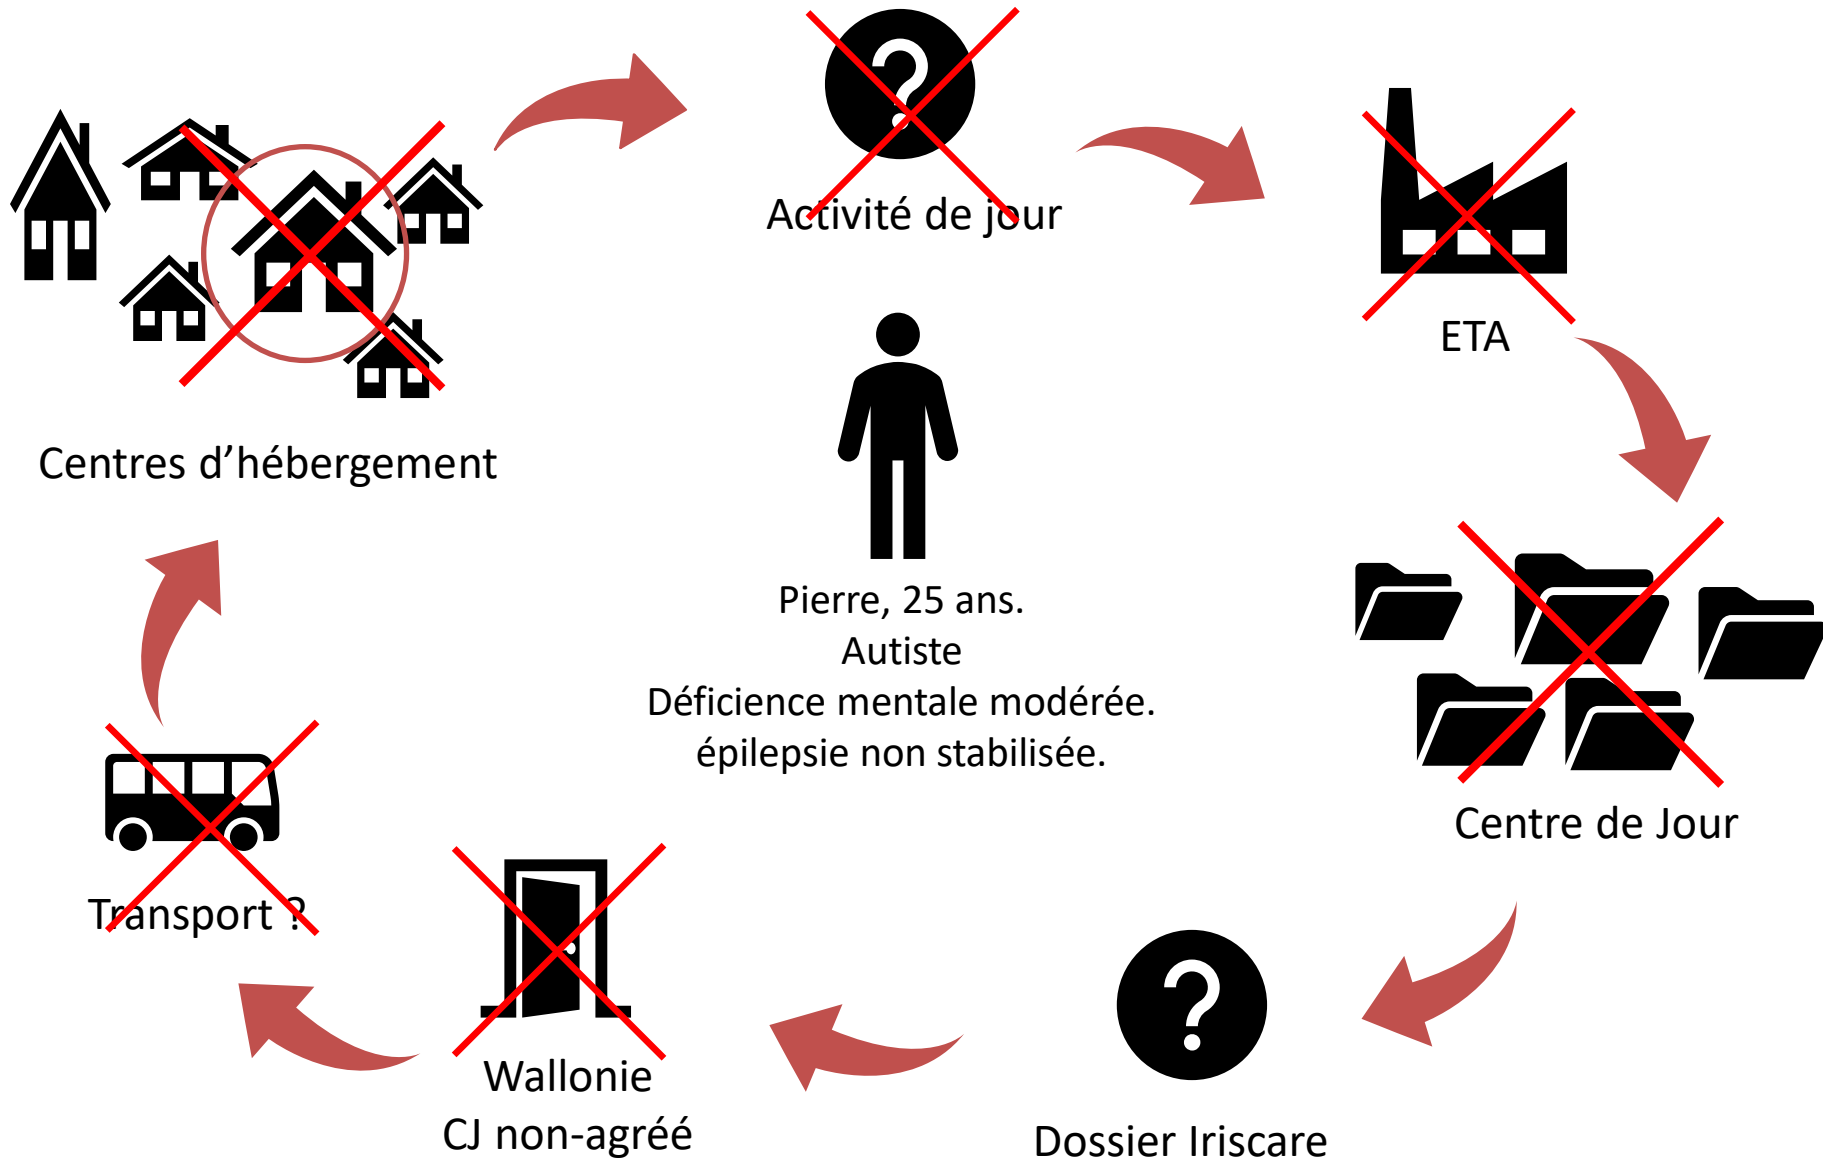 Activité de jour
ETA
Centres d’hébergement
Pierre, 25 ans.
Autiste
Déficience mentale modérée.
épilepsie non stabilisée.
Centre de Jour
Transport ?
Wallonie
CJ non-agréé
Dossier Iriscare